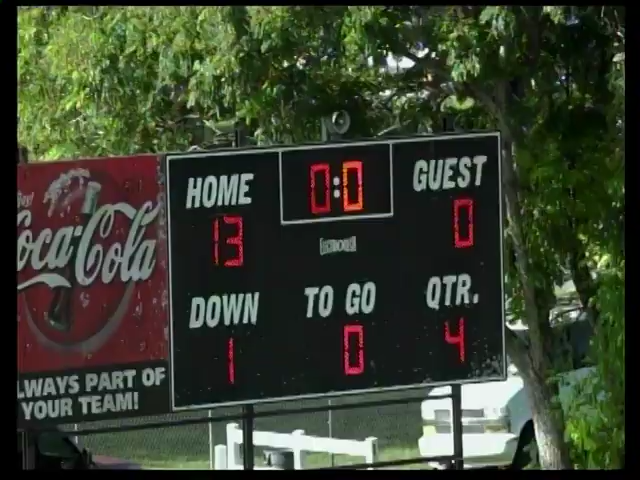 HOME 0:0 GUEST
13 0
DOWN TO GO QTR.
1 0 4
Coca-Cola
LWAYS PART OF
YOUR TEAM!